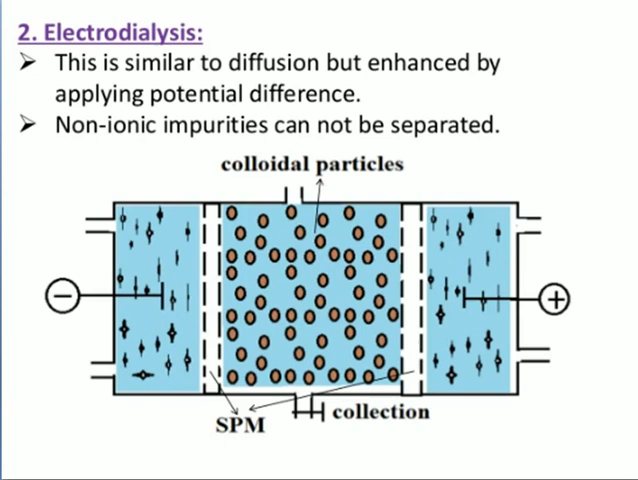 2. Electrodialysis:
➢ This is similar to diffusion but enhanced by
applying potential difference.
➢ Non-ionic impurities can not be separated.
colloidal particles
− +
SPM
collection